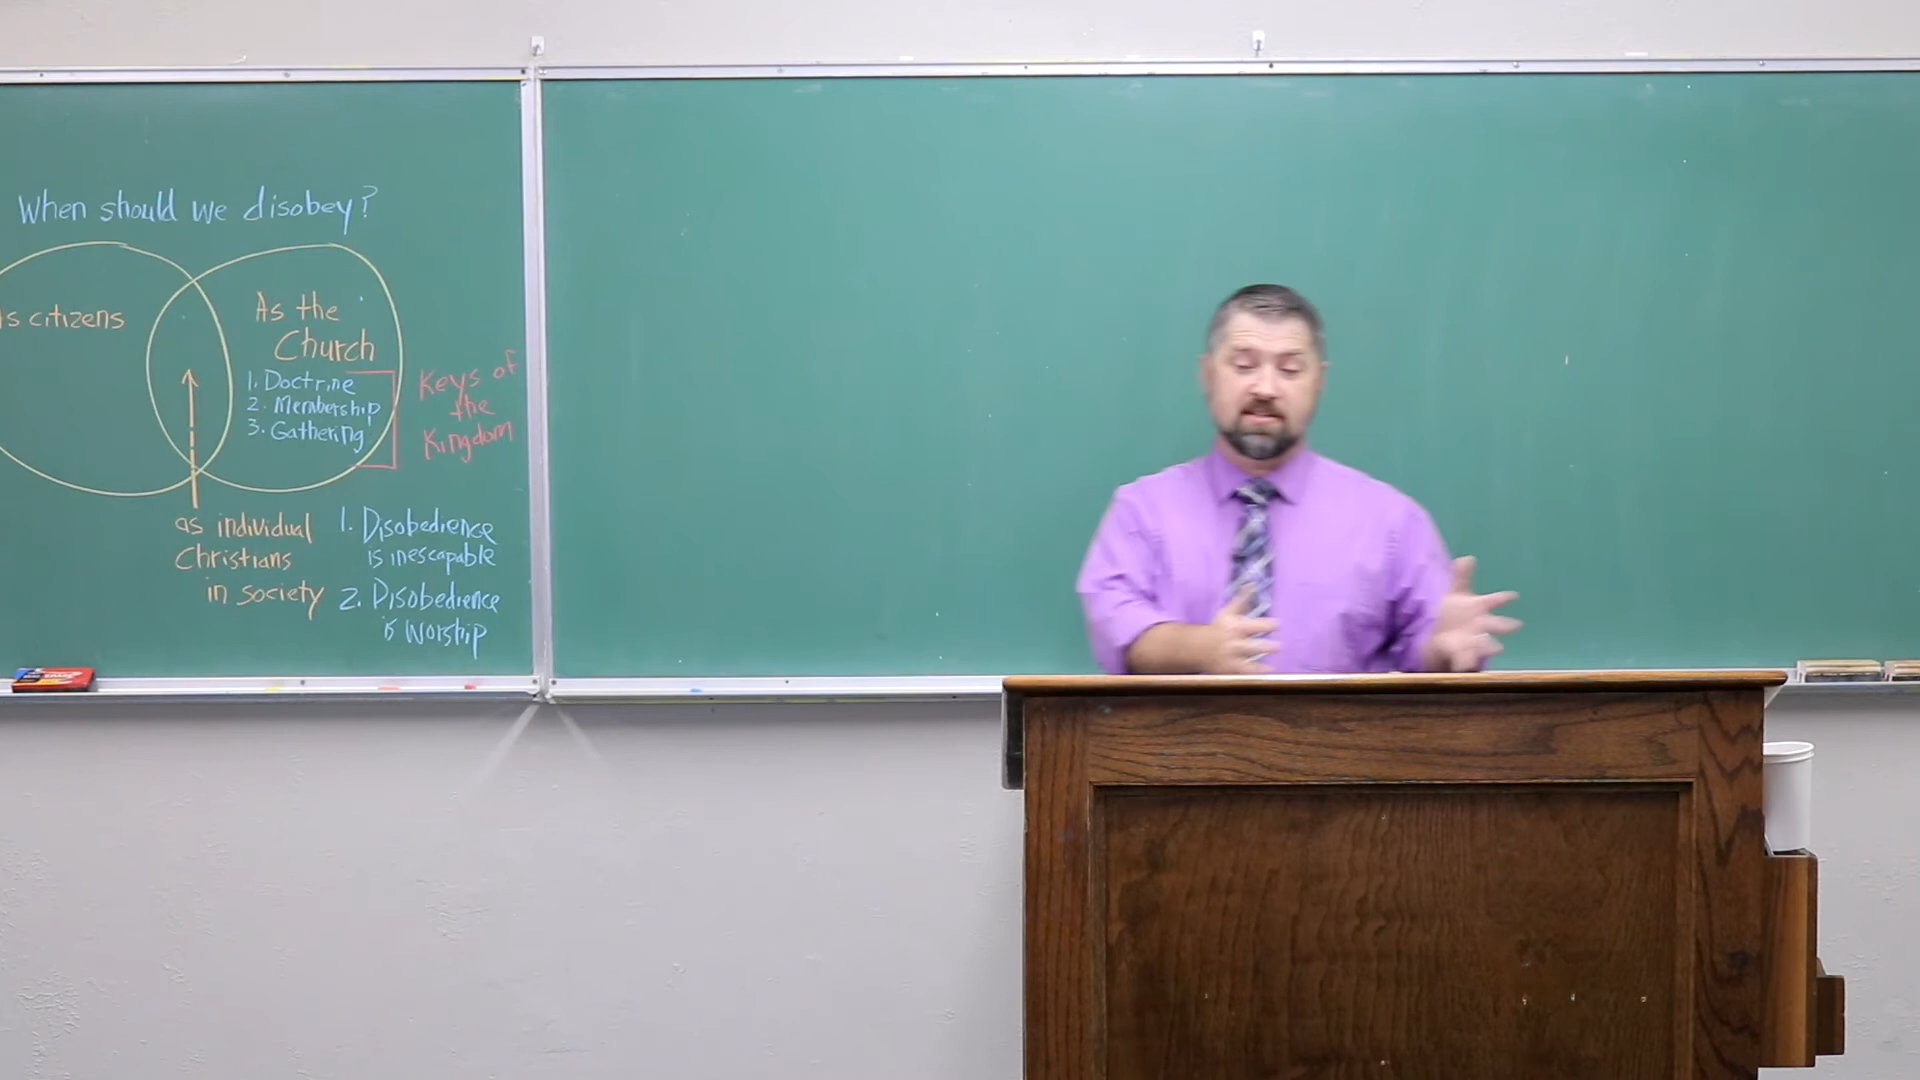 When should we disobey?
As citizens
As the
Church
1. Doctrine
2. Membership
3. Gathering
Keys of
the
Kingdom
as individual
Christians
in society
1. Disobedience
is inescapable
2. Disobedience
is worship